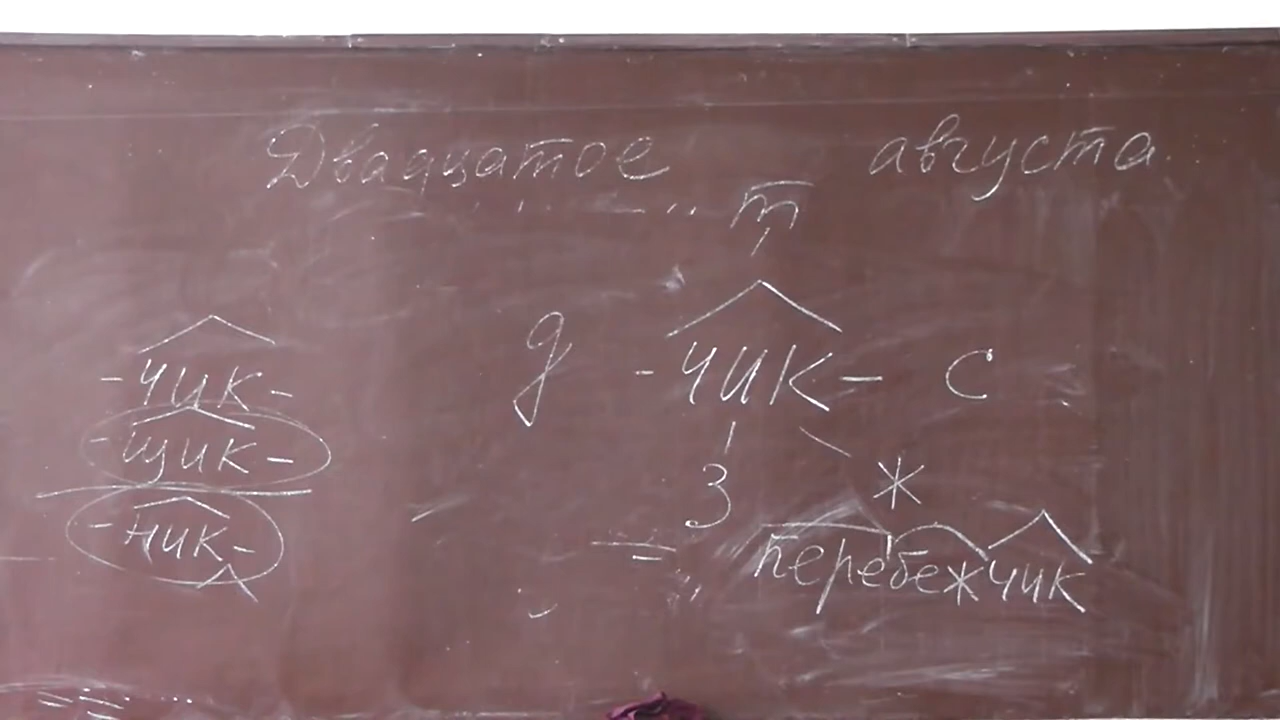 Двадцатое августа
т
д -чик- с
з ж
перебежчик
-чик-
-щик-
-ник-